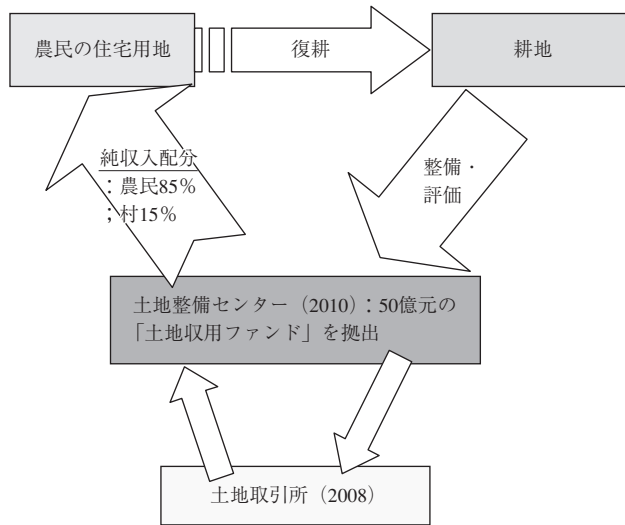 農民の住宅用地
復耕
耕地
純収入配分
：農民85%
；村15%
整備・
評価
土地整備センター（2010）：50億元の
「土地収用ファンド」を拠出
土地取引所（2008）